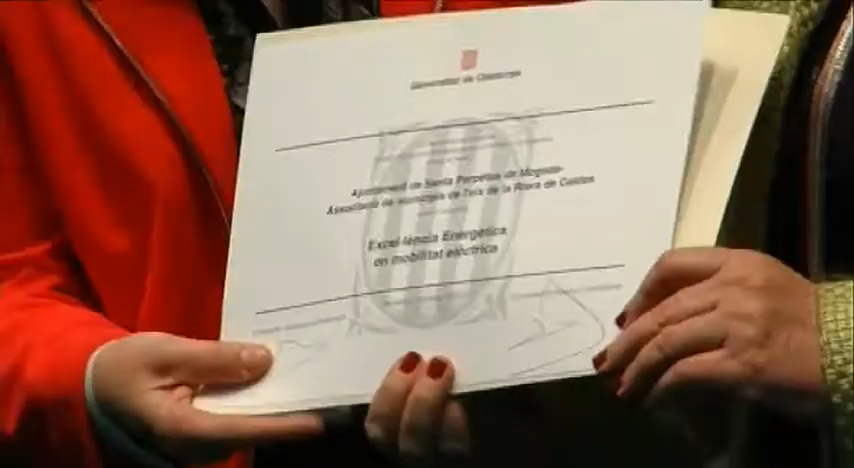 Generalitat de Catalunya
Ajuntament de Santa Perpètua de Mogoda-
Associació de municipis de l'eix de la Riera de Caldes
Excel·lència Energètica
en mobilitat elèctrica